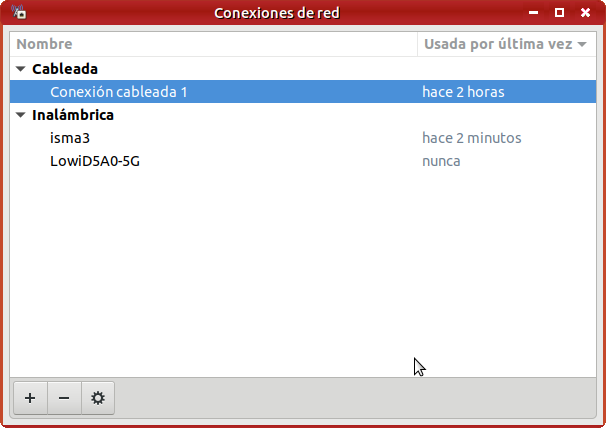 Conexiones de red
Nombre Usada por última vez
Cableada
Conexión cableada 1 hace 2 horas
Inalámbrica
isma3 hace 2 minutos
LowiD5A0-5G nunca